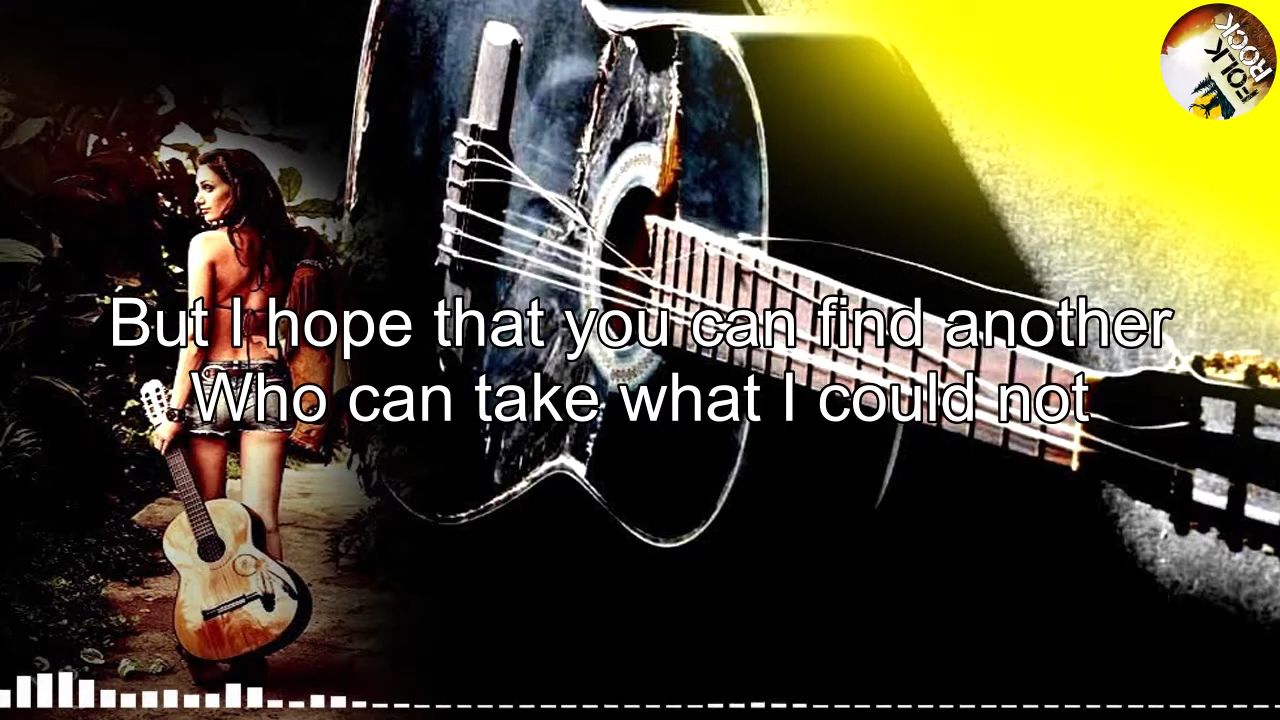 FOLK
ROCK
But I hope that you can find another
Who can take what I could not